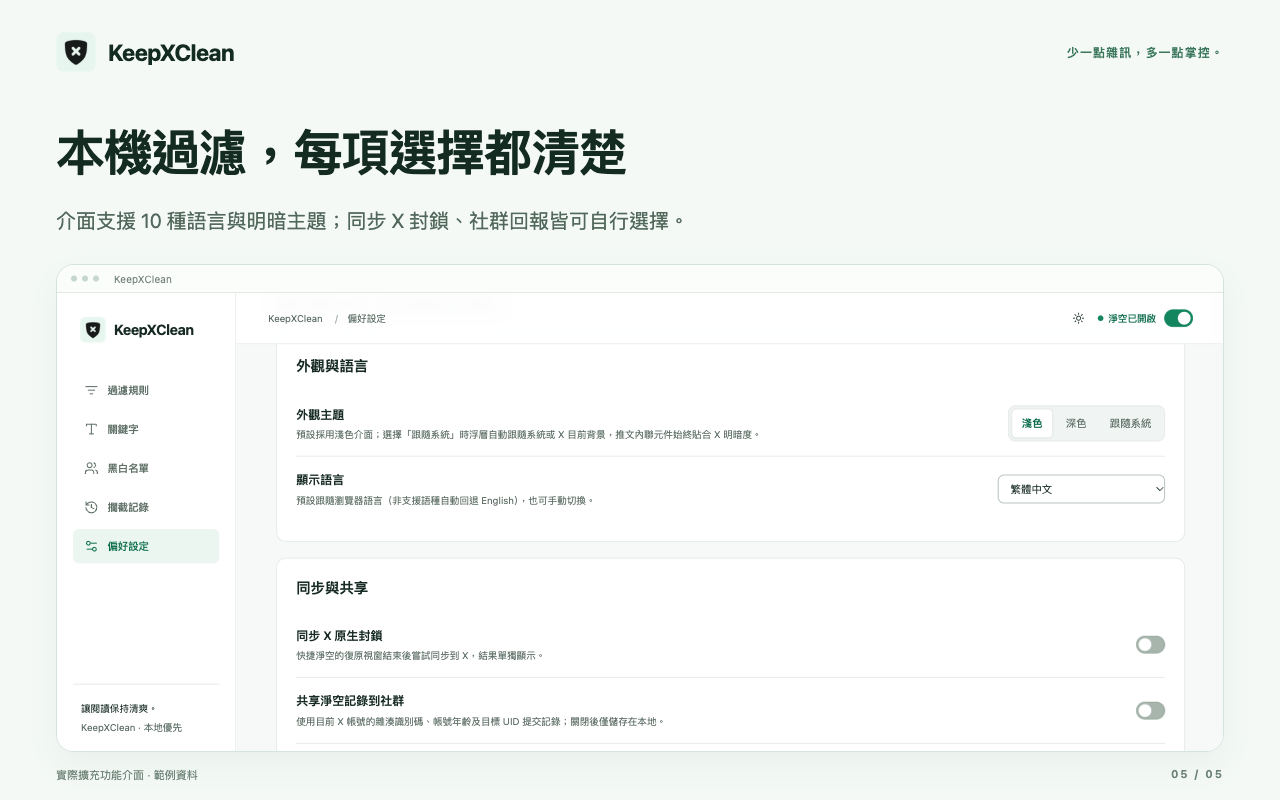 KeepXClean
少一點雜訊，多一點掌控。
本機過濾，每項選擇都清楚
介面支援 10 種語言與明暗主題；同步 X 封鎖、社群回報皆可自行選擇。
KeepXClean
KeepXClean
KeepXClean / 偏好設定
淨空已開啟
過濾規則
關鍵字
黑白名單
攔截記錄
偏好設定
讓閱讀保持清爽。
KeepXClean · 本地優先
外觀與語言
外觀主題
預設採用淺色介面；選擇「跟隨系統」時浮層自動跟隨系統或 X 目前背景，推文內聯元件始終貼合 X 明暗度。
淺色
深色
跟隨系統
顯示語言
預設跟隨瀏覽器語言（非支援語種自動回退 English），也可手動切換。
繁體中文
同步與共享
同步 X 原生封鎖
快捷淨空的復原視窗結束後嘗試同步到 X，結果單獨顯示。
共享淨空記錄到社群
使用目前 X 帳號的雜湊識別碼、帳號年齡及目標 UID 提交記錄；關閉後僅儲存在本地。
實際擴充功能介面 · 範例資料
05 / 05